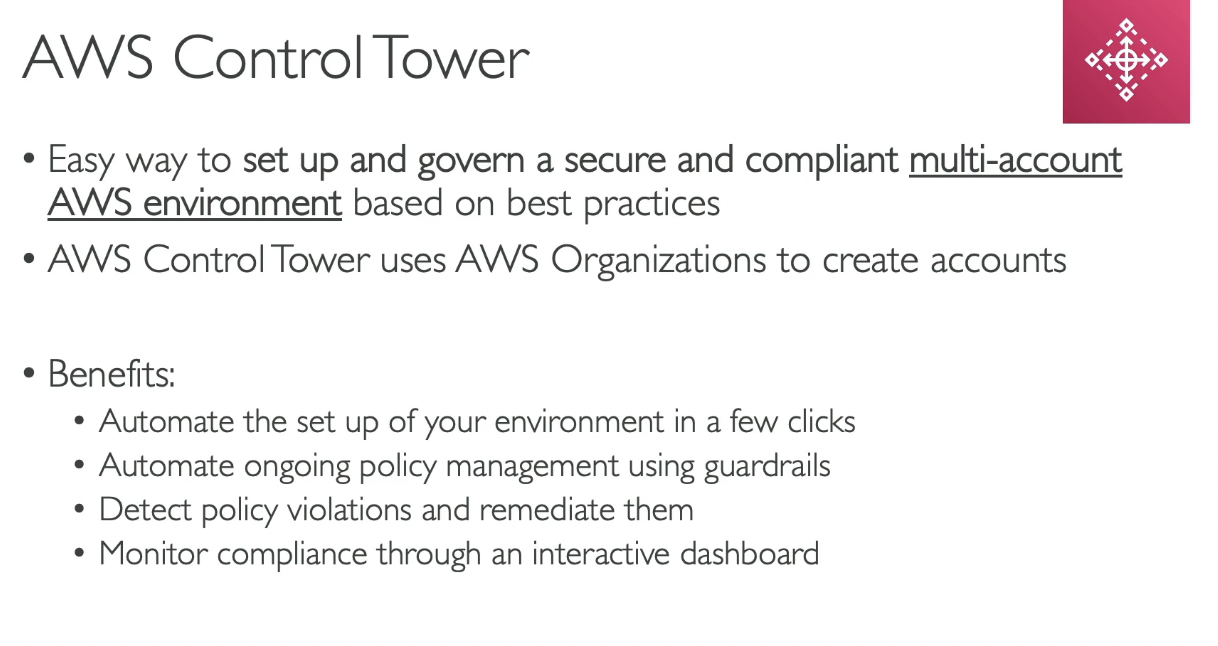 AWS Control Tower
• Easy way to set up and govern a secure and compliant multi-account
AWS environment based on best practices
• AWS Control Tower uses AWS Organizations to create accounts
• Benefits:
• Automate the set up of your environment in a few clicks
• Automate ongoing policy management using guardrails
• Detect policy violations and remediate them
• Monitor compliance through an interactive dashboard